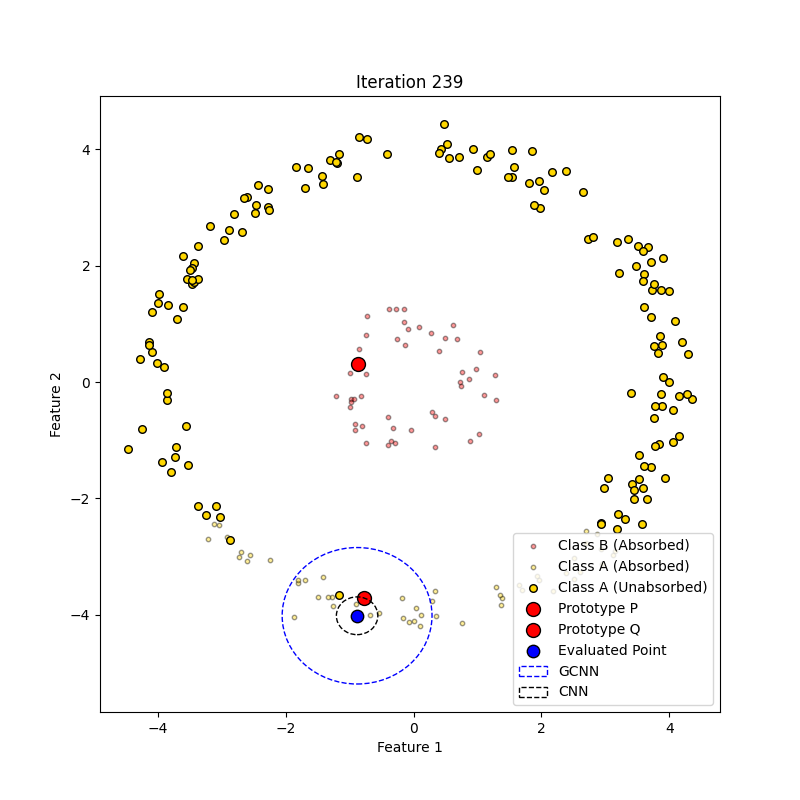 Iteration 239
Feature 2
4
2
0
−2
−4
−4
−2
0
2
4
Feature 1
Class B (Absorbed)
Class A (Absorbed)
Class A (Unabsorbed)
Prototype P
Prototype Q
Evaluated Point
GCNN
CNN